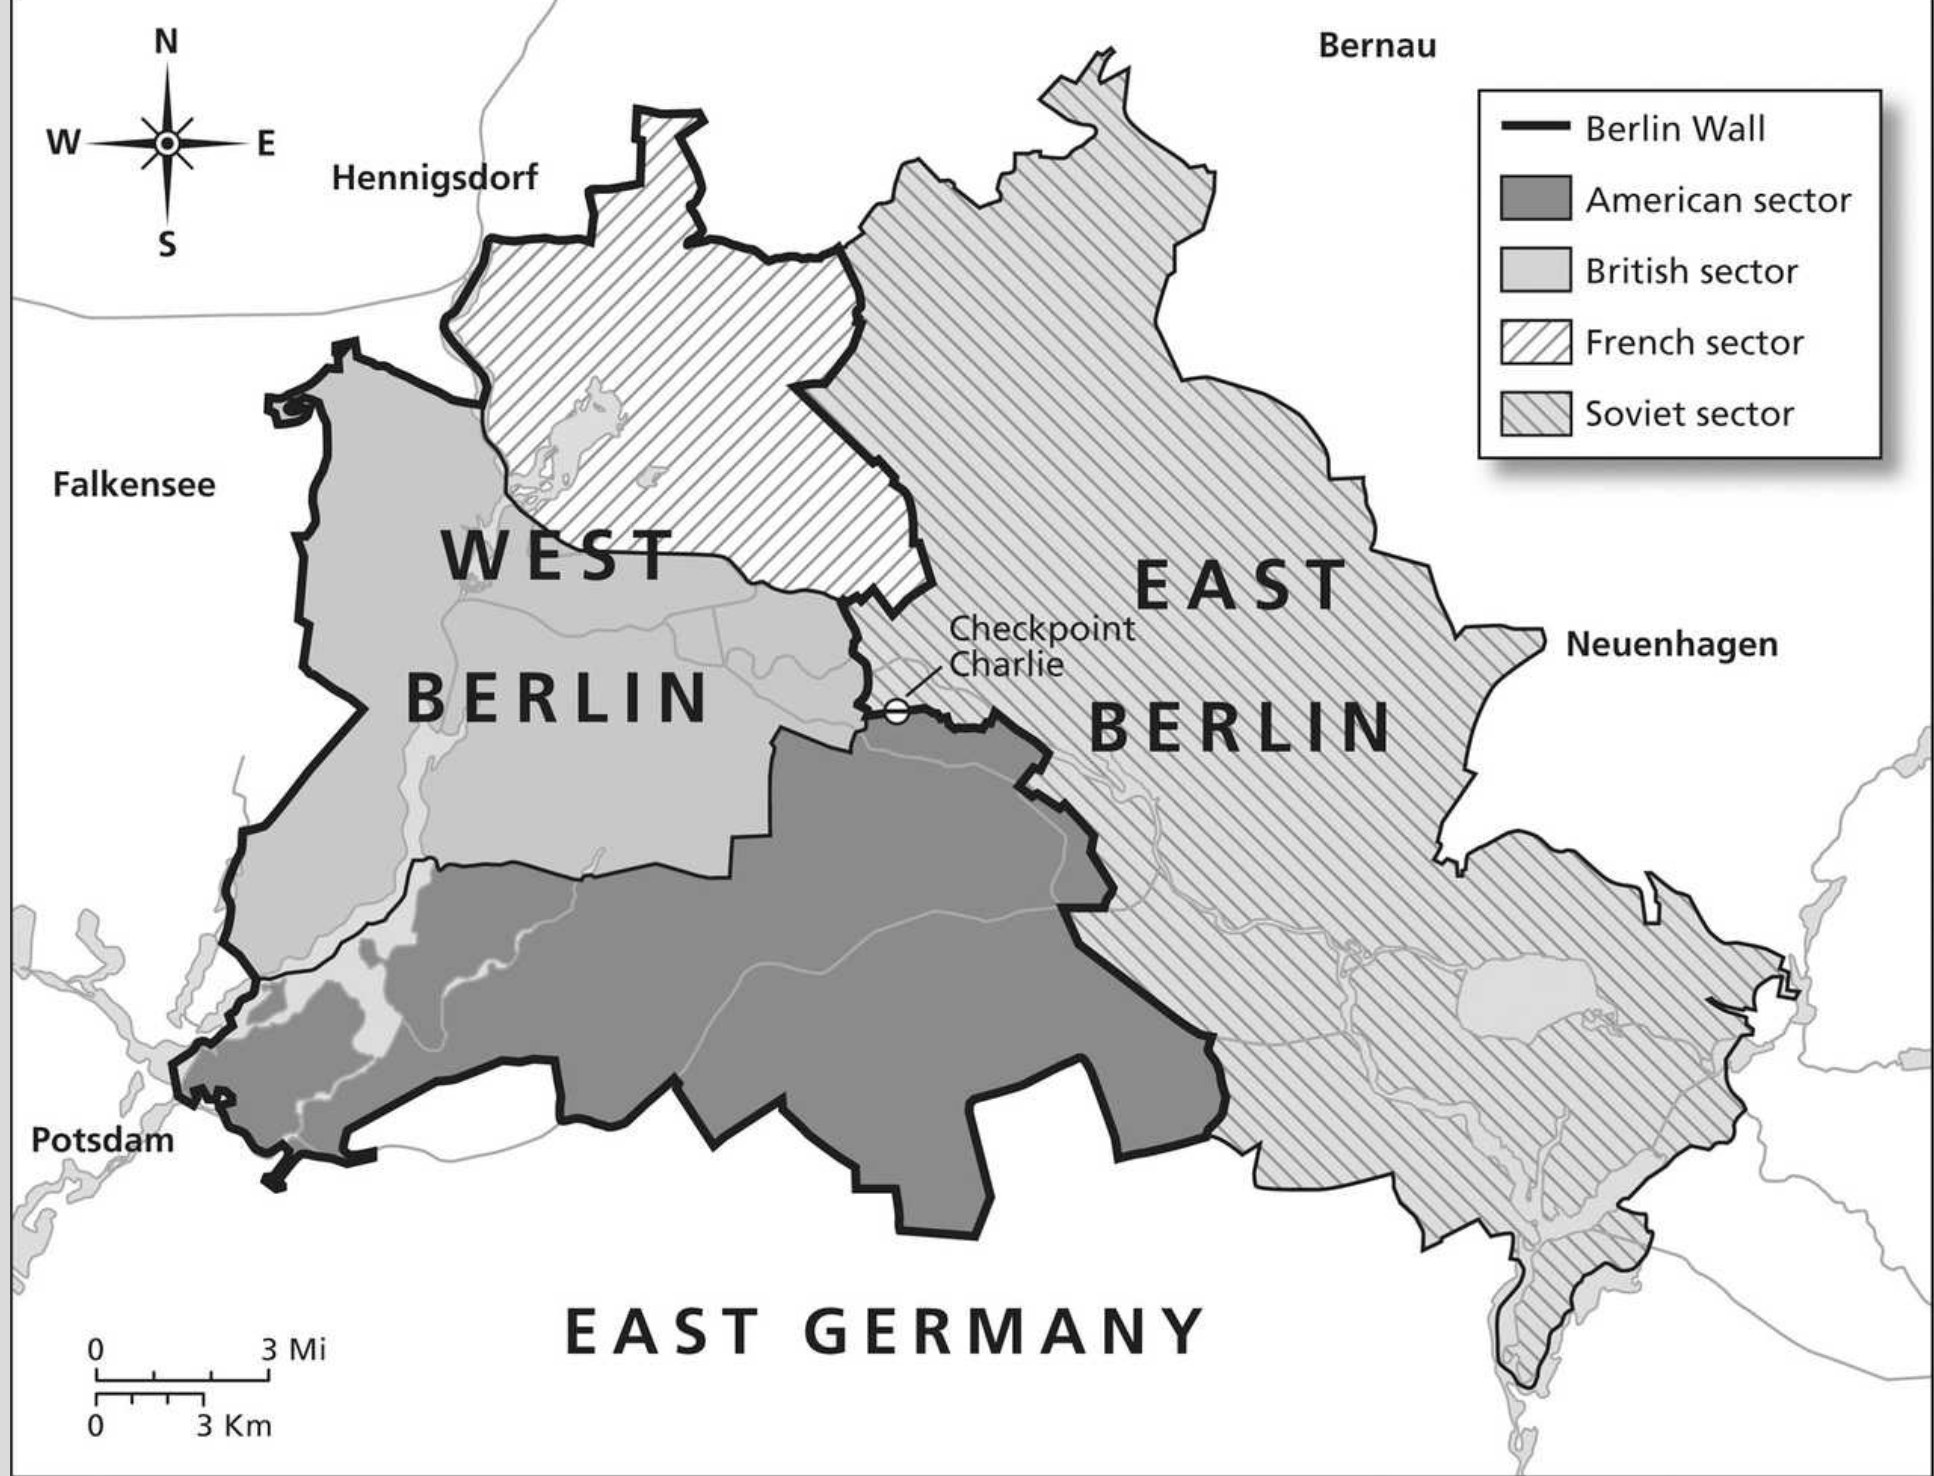 N
W
E
S
Bernau
Hennigsdorf
Berlin Wall
American sector
British sector
French sector
Soviet sector
Falkensee
WEST
BERLIN
EAST
BERLIN
Checkpoint
Charlie
Neuenhagen
Potsdam
EAST GERMANY
0 3 Mi
0 3 Km